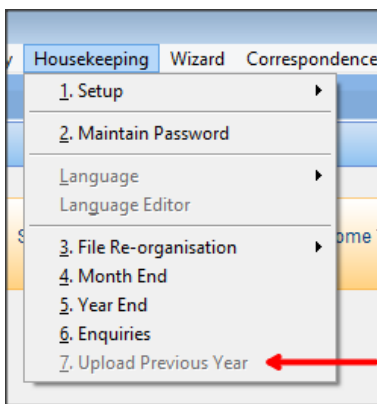 y Housekeeping Wizard Correspondence
1. Setup
2. Maintain Password
Language
Language Editor
S
ome
3. File Re-organisation
4. Month End
5. Year End
6. Enquiries
7. Upload Previous Year